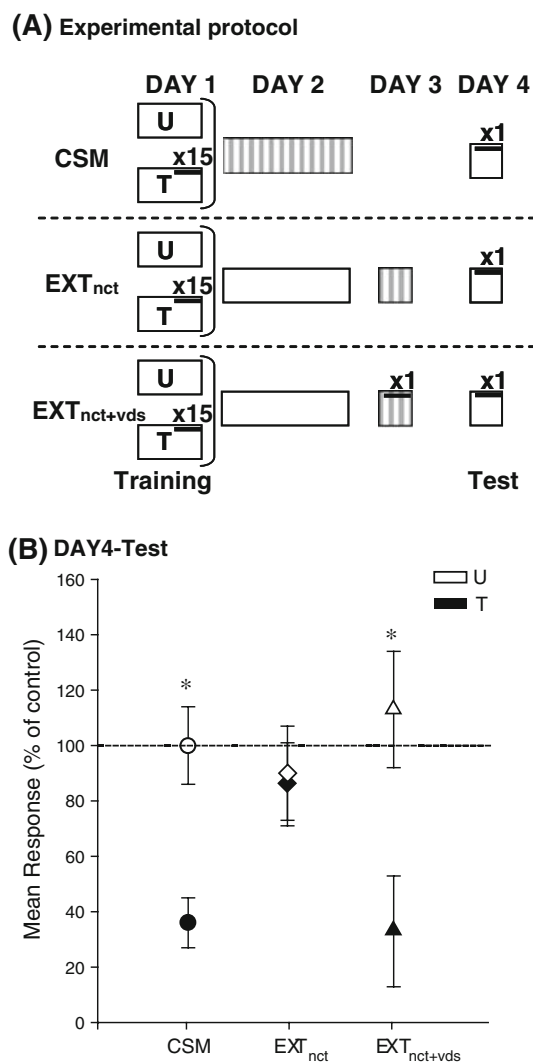 (A) Experimental protocol
DAY 1 DAY 2 DAY 3 DAY 4
U
CSM x15 x1
T
U
EXTnct x15 x1
T
U
EXTnct+vds x15 x1 x1
T
Training Test
(B) DAY4-Test
U
T
Mean Response (% of control)
160
140
120
100
80
60
40
20
0
* *
CSM EXTnct EXTnct+vds